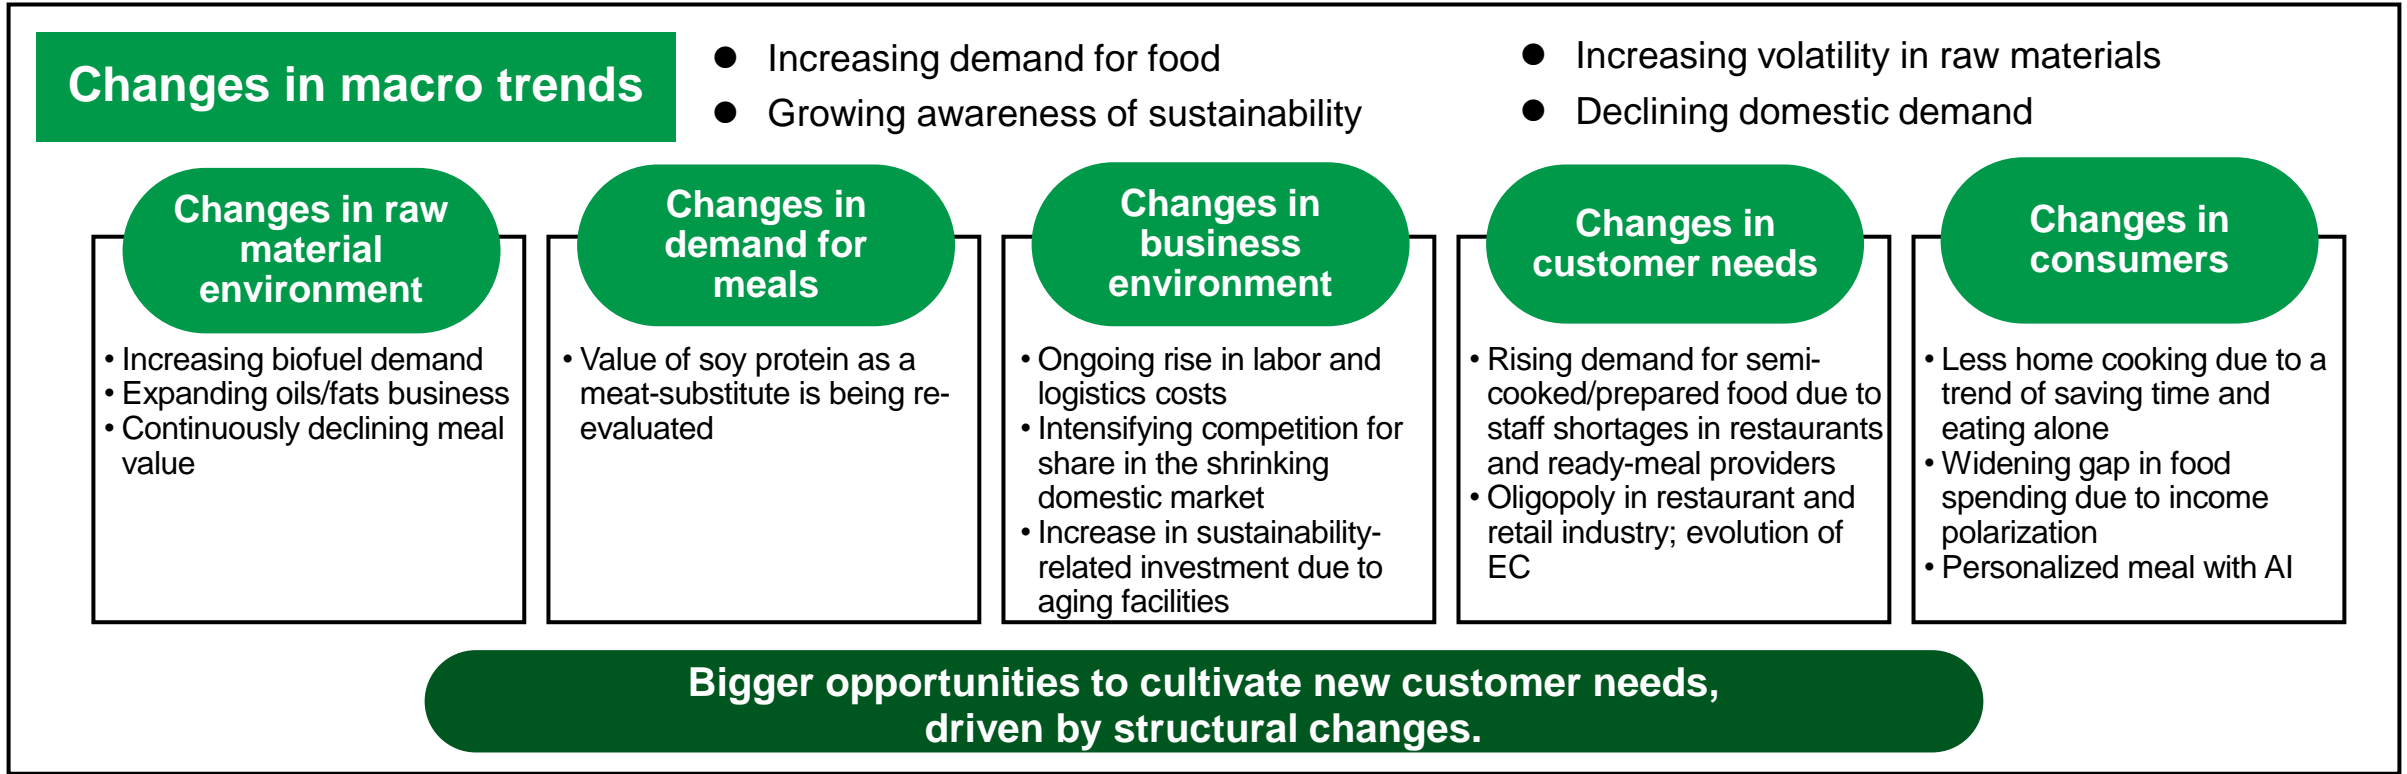 Changes in macro trends
● Increasing demand for food
● Growing awareness of sustainability
● Increasing volatility in raw materials
● Declining domestic demand
Changes in raw
material
environment
• Increasing biofuel demand
• Expanding oils/fats business
• Continuously declining meal
value
Changes in
demand for
meals
• Value of soy protein as a
meat-substitute is being re-
evaluated
Changes in
business
environment
• Ongoing rise in labor and
logistics costs
• Intensifying competition for
share in the shrinking
domestic market
• Increase in sustainability-
related investment due to
aging facilities
Changes in
customer needs
• Rising demand for semi-
cooked/prepared food due to
staff shortages in restaurants
and ready-meal providers
• Oligopoly in restaurant and
retail industry; evolution of
EC
Changes in
consumers
• Less home cooking due to a
trend of saving time and
eating alone
• Widening gap in food
spending due to income
polarization
• Personalized meal with AI
Bigger opportunities to cultivate new customer needs,
driven by structural changes.